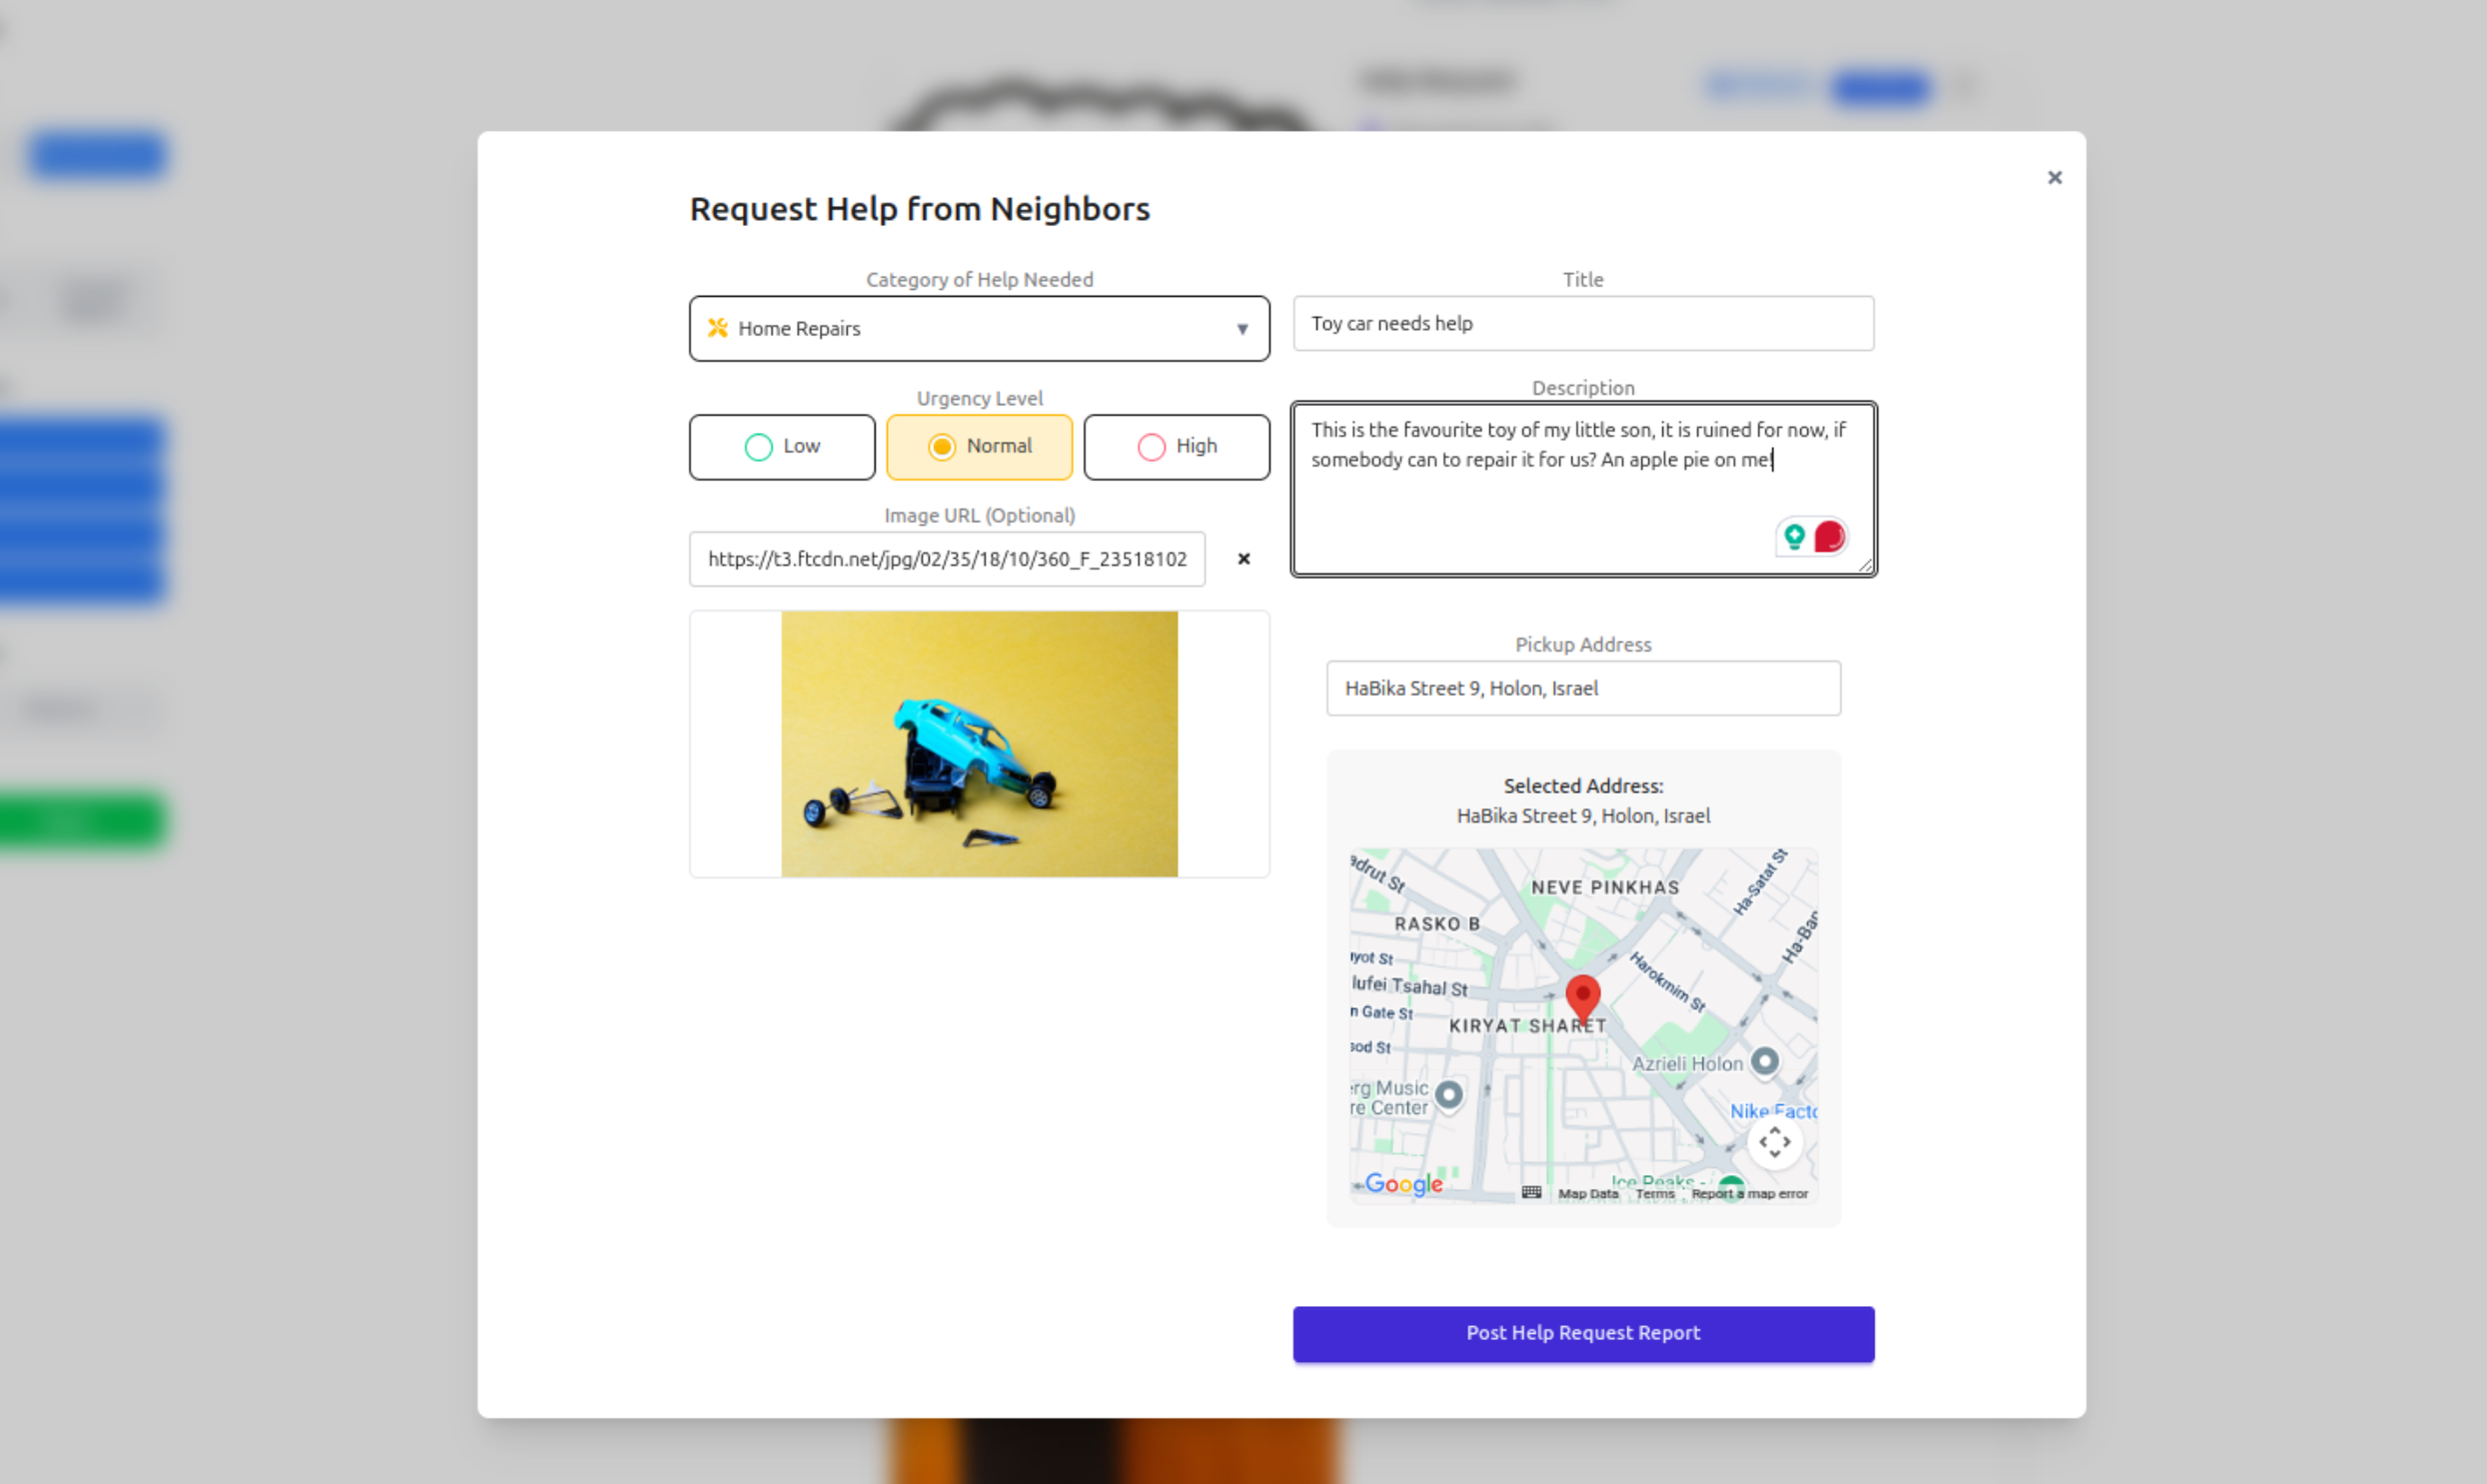 Request Help from Neighbors
Category of Help Needed
Home Repairs
Urgency Level
Low
Normal
High
Image URL (Optional)
https://t3.ftcdn.net/jpg/02/35/18/10/360_F_23518102
Title
Toy car needs help
Description
This is the favourite toy of my little son, it is ruined for now, if
somebody can to repair it for us? An apple pie on me!
Pickup Address
HaBika Street 9, Holon, Israel
Selected Address:
HaBika Street 9, Holon, Israel
adrut St
NEVE PINKHAS
Ha-Satat St
RASKO B
Ha-Ban
yot St
Harokmim St
lufei Tsahal St
n Gate St
KIRYAT SHARET
sod St
Azrieli Holon
erg Music
re Center
Nike Facto
Ice Peaks -
Google
Map Data
Terms
Report a map error
Post Help Request Report